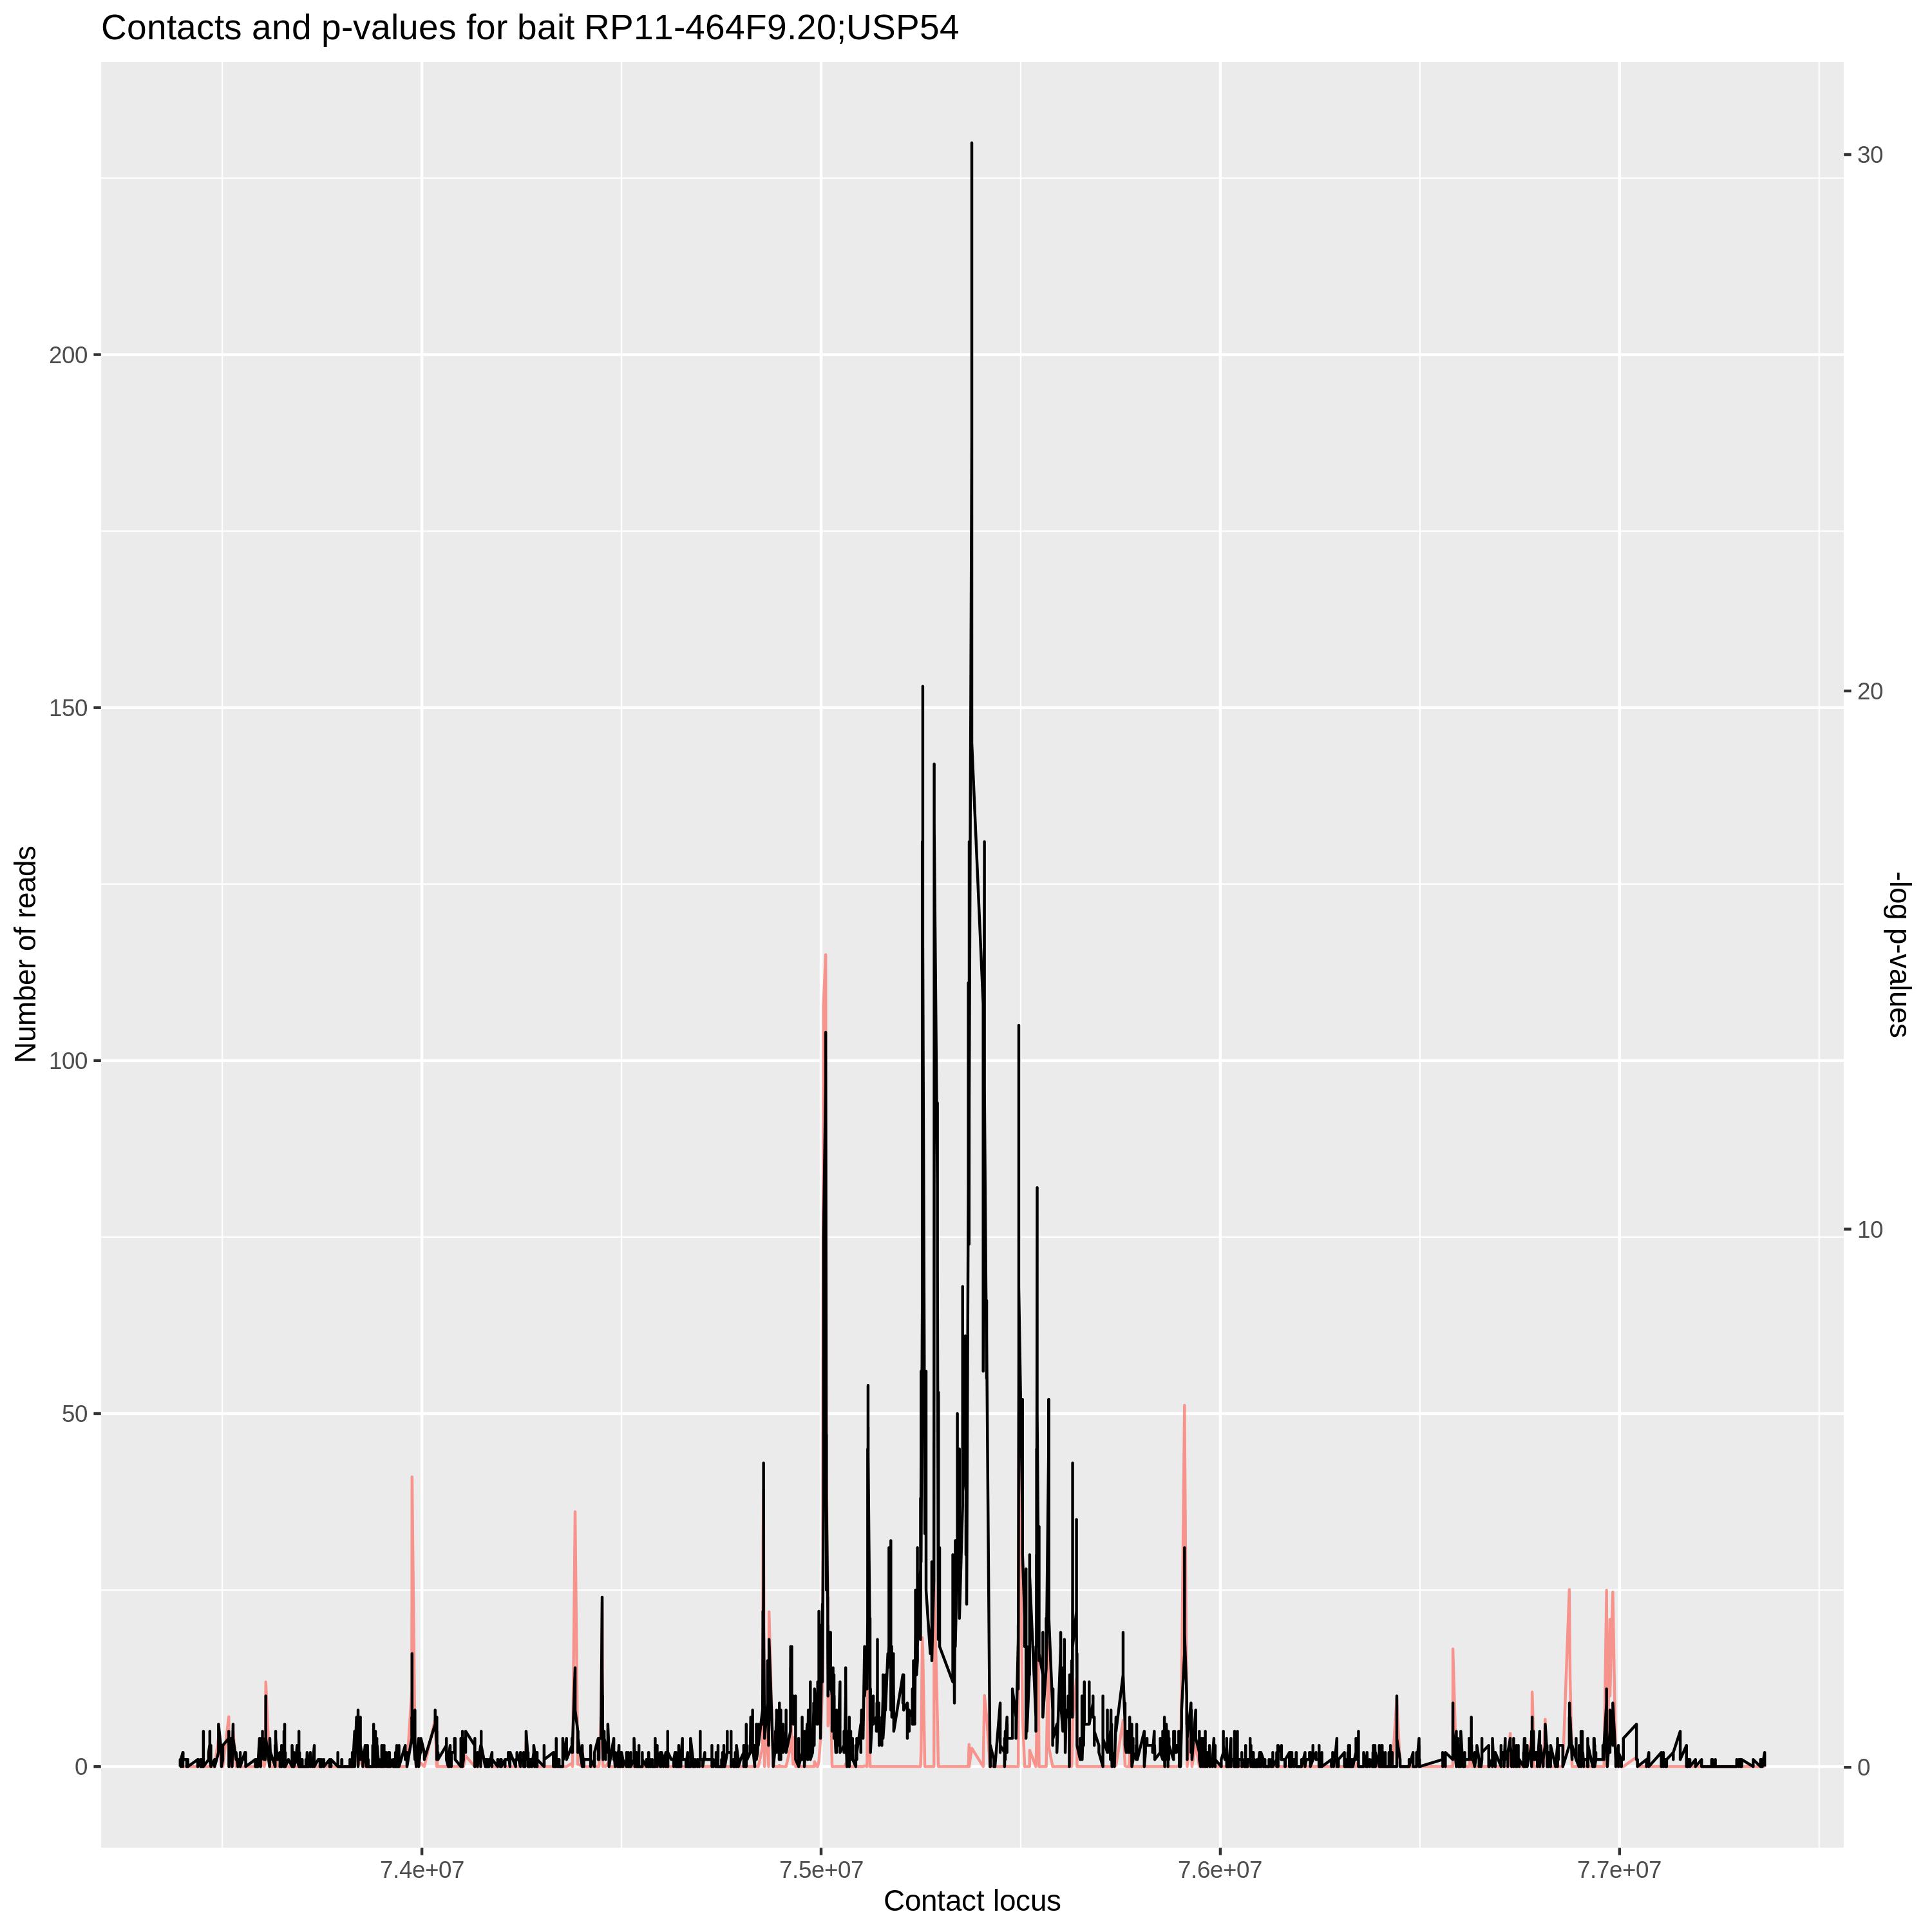 Contacts and p-values for bait RP11-464F9.20;USP54
Number of reads
200
150
100
50
0
30
20
10
0
-log p-values
7.4e+07
7.5e+07
7.6e+07
7.7e+07
Contact locus